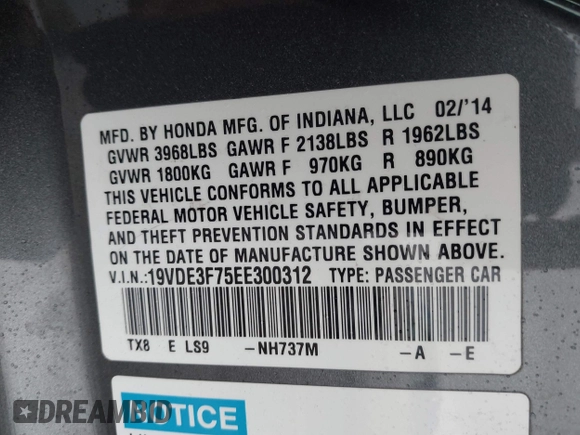 MFD. BY HONDA MFG. OF INDIANA, LLC 02/'14
GVWR 3968LBS GAWR F 2138LBS R 1962LBS
GVWR 1800KG GAWR F 970KG R 890KG
THIS VEHICLE CONFORMS TO ALL APPLICABLE
FEDERAL MOTOR VEHICLE SAFETY, BUMPER,
AND THEFT PREVENTION STANDARDS IN EFFECT
ON THE DATE OF MANUFACTURE SHOWN ABOVE.
V.I.N.:19VDE3F75EE300312 TYPE: PASSENGER CAR
TX8 E LS9 -NH737M -A -E
NOTICE
DREAMBID